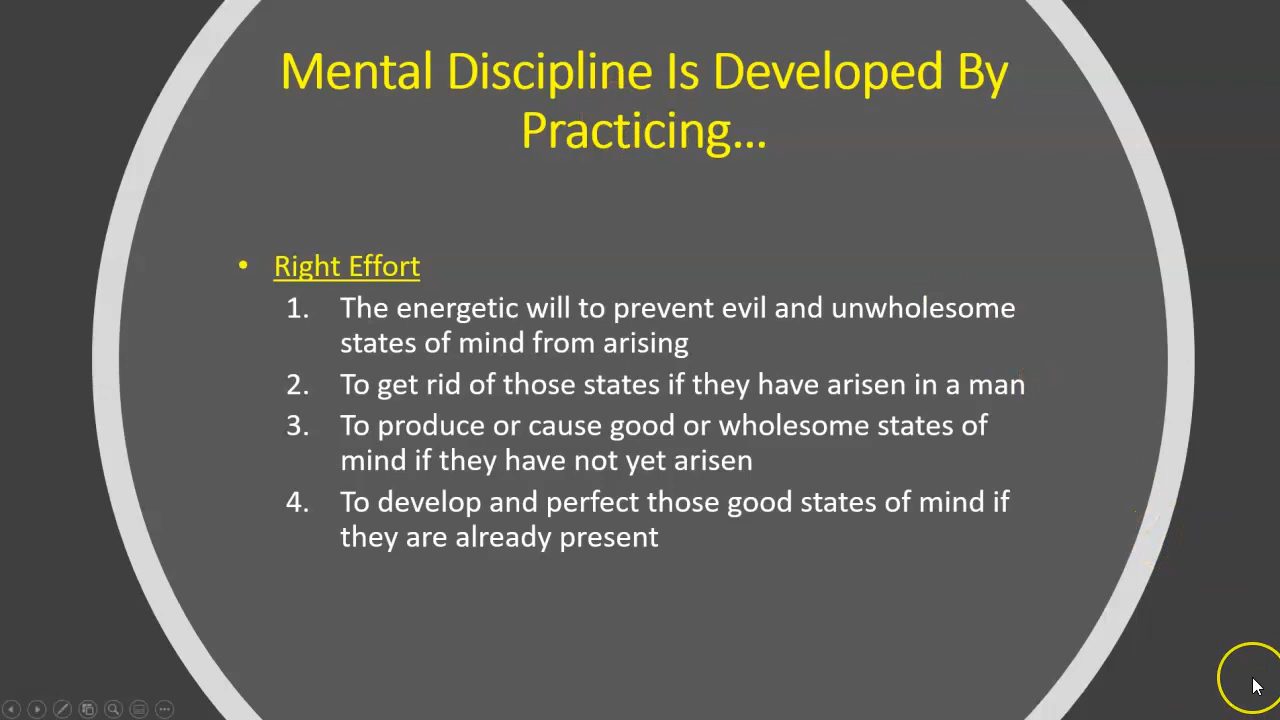 Mental Discipline Is Developed By
Practicing...
• Right Effort
1. The energetic will to prevent evil and unwholesome
states of mind from arising
2. To get rid of those states if they have arisen in a man
3. To produce or cause good or wholesome states of
mind if they have not yet arisen
4. To develop and perfect those good states of mind if
they are already present